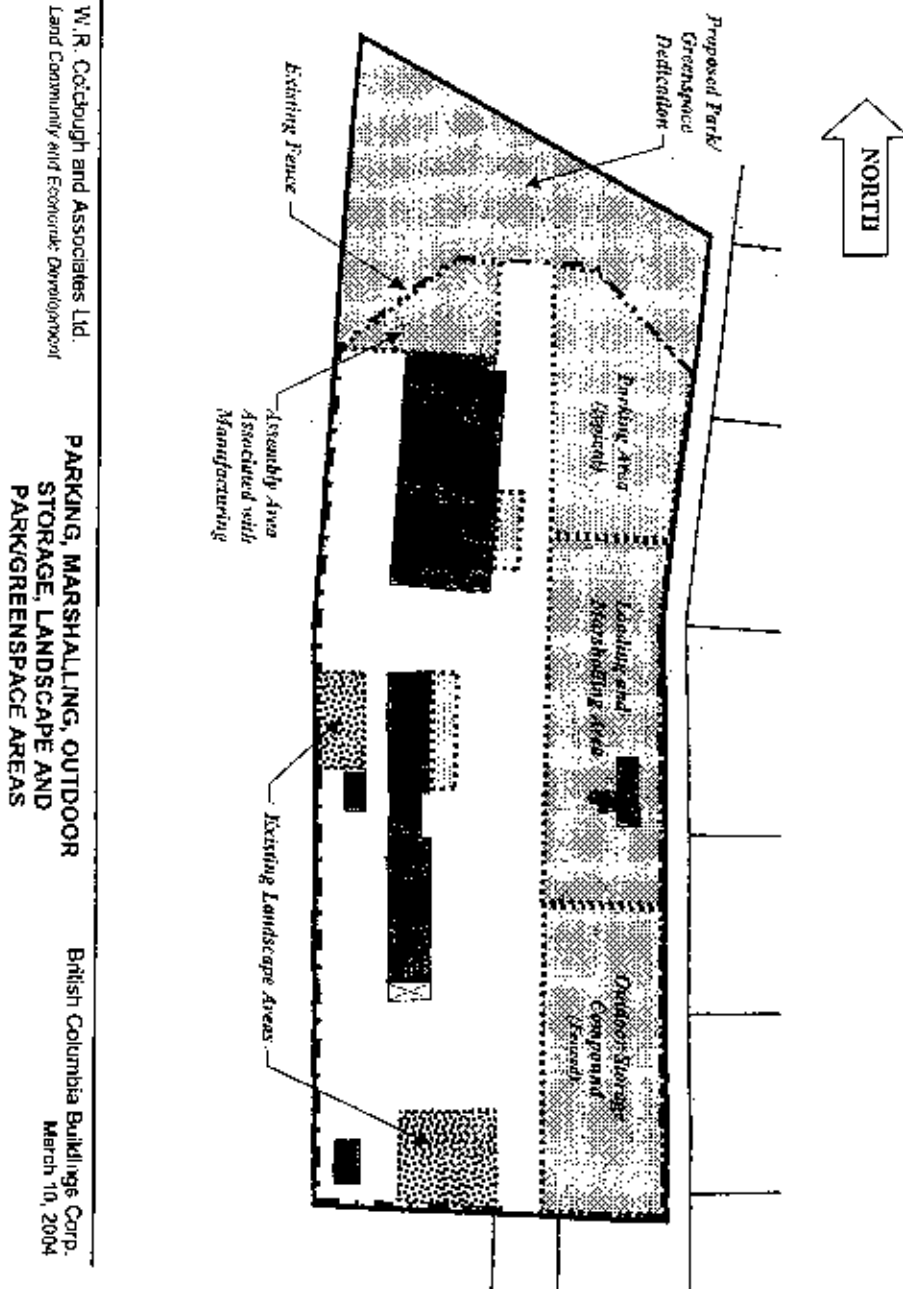 NORTH
Proposed Park/
Greenspace
Dedication
Existing Fence
Assembly Area
Associated with
Manufacturing
Parking Area
Loading and
Marshalling Area
Outdoor Storage
Compound
(Fenced)
Existing Landscape Areas
W.R. Colclough and Associates Ltd.
Land Community and Economic Development
PARKING, MARSHALLING, OUTDOOR
STORAGE, LANDSCAPE AND
PARK/GREENSPACE AREAS
British Columbia Buildings Corp.
March 10, 2004